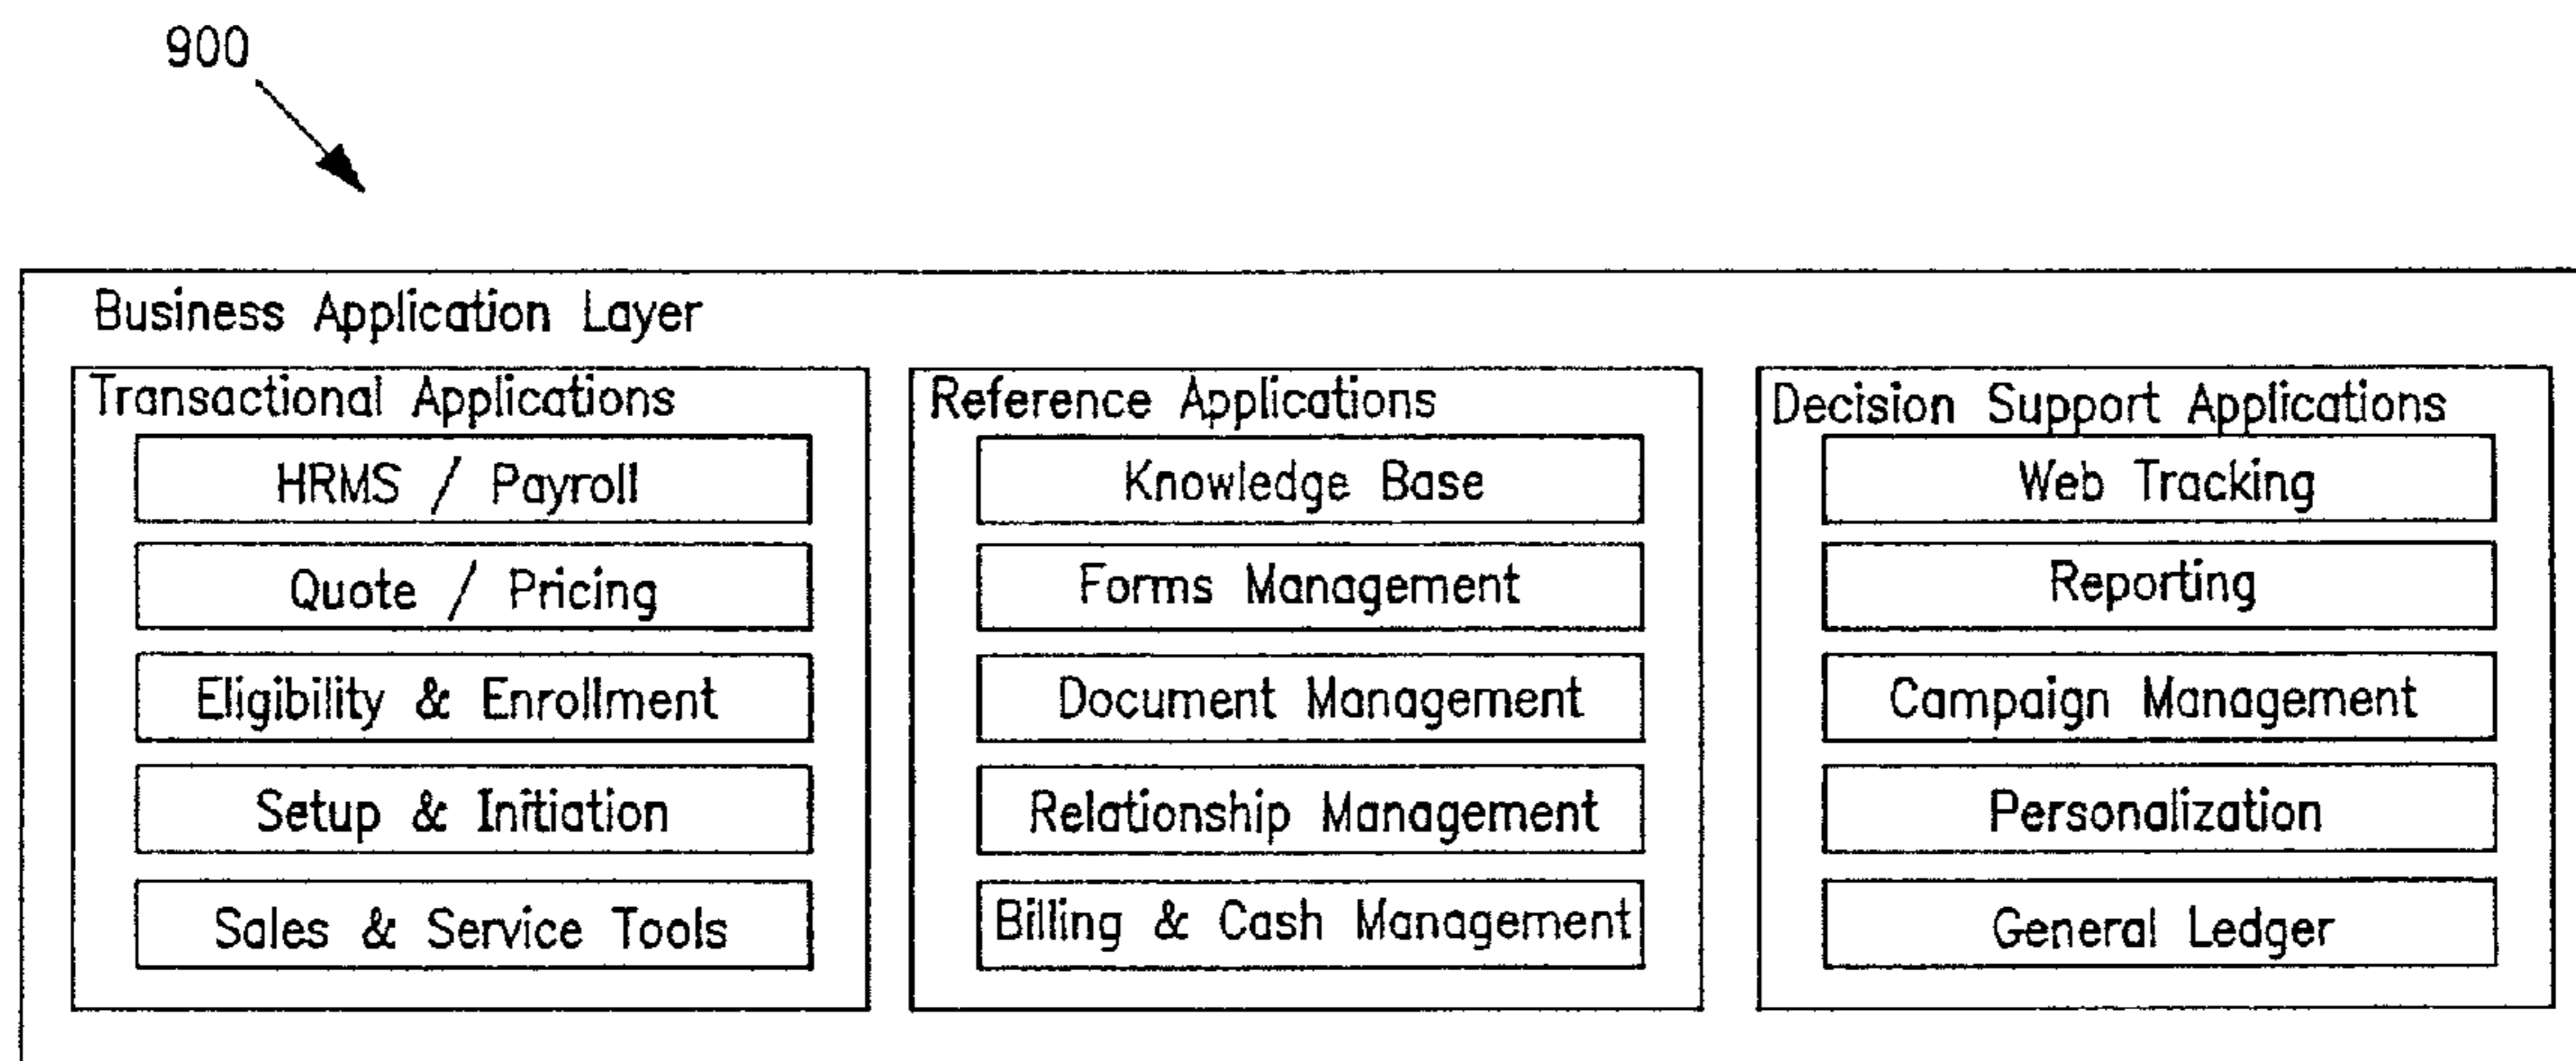 900
Business Application Layer
Transactional Applications
HRMS / Payroll
Quote / Pricing
Eligibility & Enrollment
Setup & Initiation
Sales & Service Tools
Reference Applications
Knowledge Base
Forms Management
Document Management
Relationship Management
Billing & Cash Management
Decision Support Applications
Web Tracking
Reporting
Campaign Management
Personalization
General Ledger